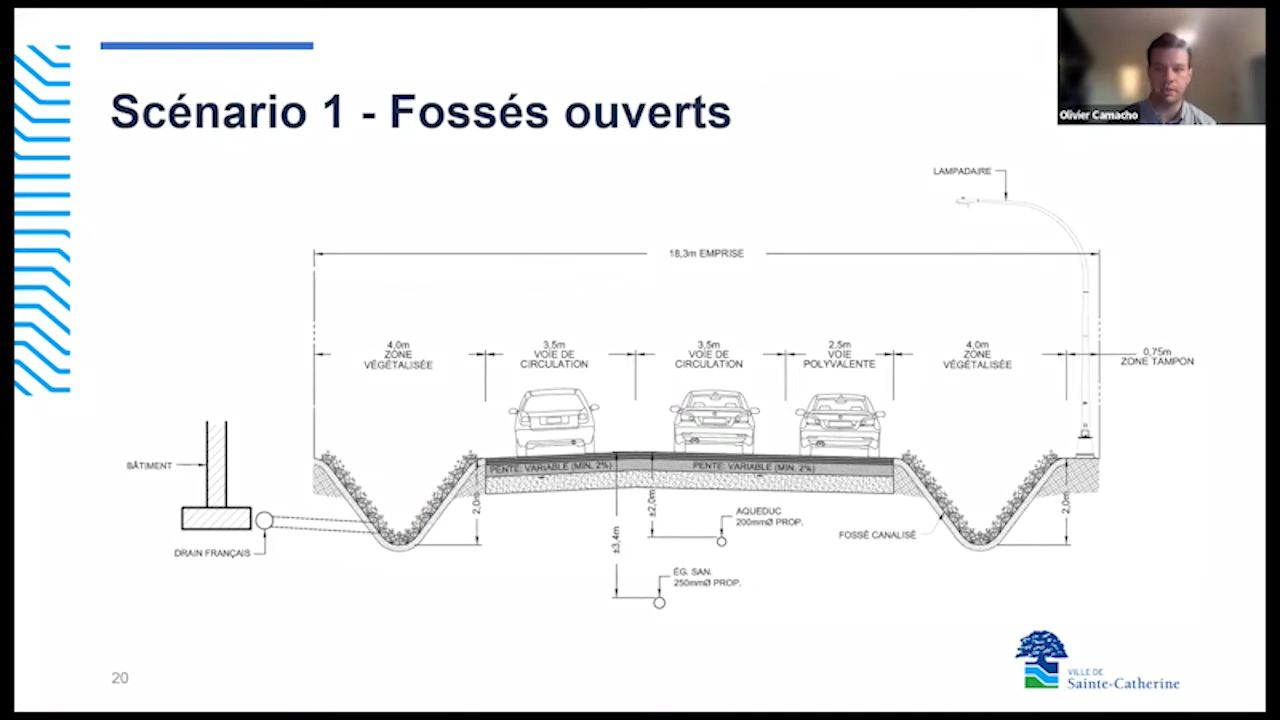 Scénario 1 - Fossés ouverts
Olivier Camacho
LAMPADAIRE
18,3m EMPRISE
4,0m
ZONE
VÉGÉTALISÉE
3,5m
VOIE DE
CIRCULATION
3,5m
VOIE DE
CIRCULATION
2,5m
VOIE
POLYVALENTE
4,0m
ZONE
VÉGÉTALISÉE
0,75m
ZONE TAMPON
BÂTIMENT
PENTE: VARIABLE (MIN. 2%)
PENTE: VARIABLE (MIN. 2%)
2,0m
±3,4m
±2,0m
2,0m
AQUEDUC
200mmØ PROP.
FOSSÉ CANALISÉ
DRAIN FRANÇAIS
ÉG. SAN.
250mmØ PROP.
20
VILLE DE
Sainte-Catherine